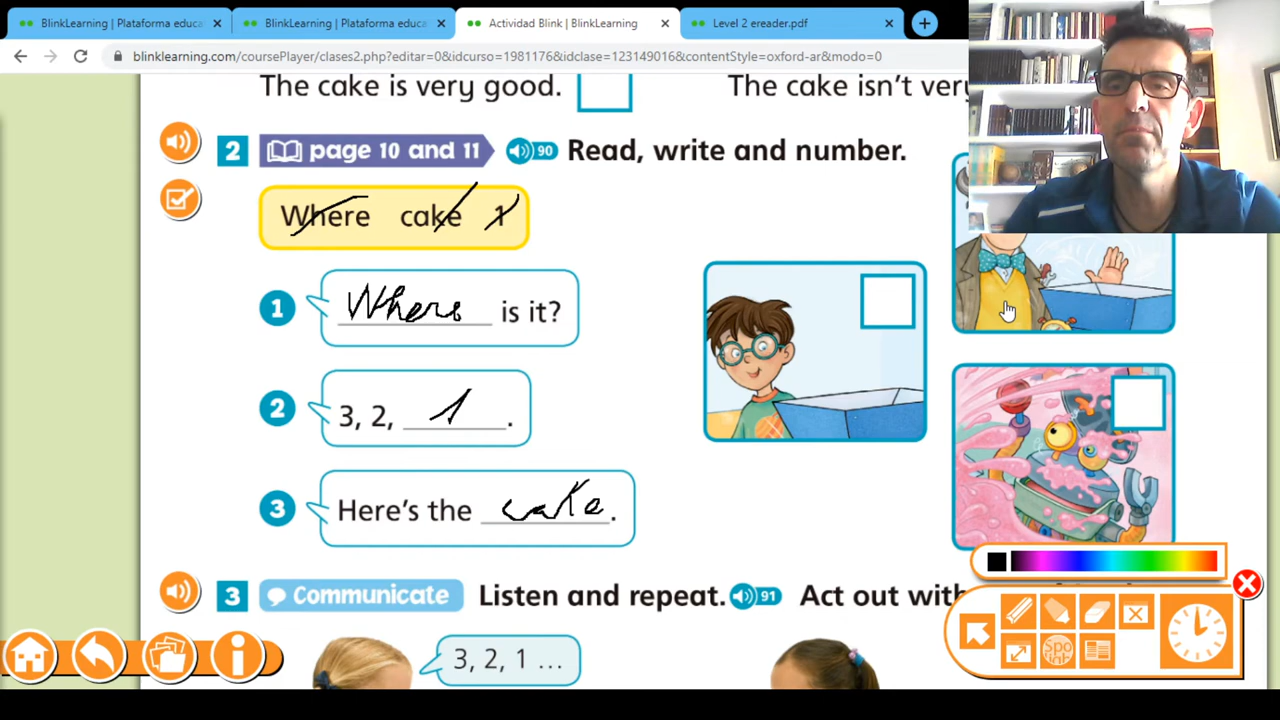 BlinkLearning | Plataforma educa
BlinkLearning | Plataforma educa
Actividad Blink | BlinkLearning
Level 2 ereader.pdf
blinklearning.com/coursePlayer/clases2.php?editar=0&idcurso=1981176&idclase=123149016&contentStyle=oxford-ar&modo=0
The cake is very good.
The cake isn't very
2 page 10 and 11 90 Read, write and number.
Where cake 1
1 Where is it?
2 3, 2, 1.
3 Here's the cake.
3 Communicate Listen and repeat. 91 Act out with
3, 2, 1 ...